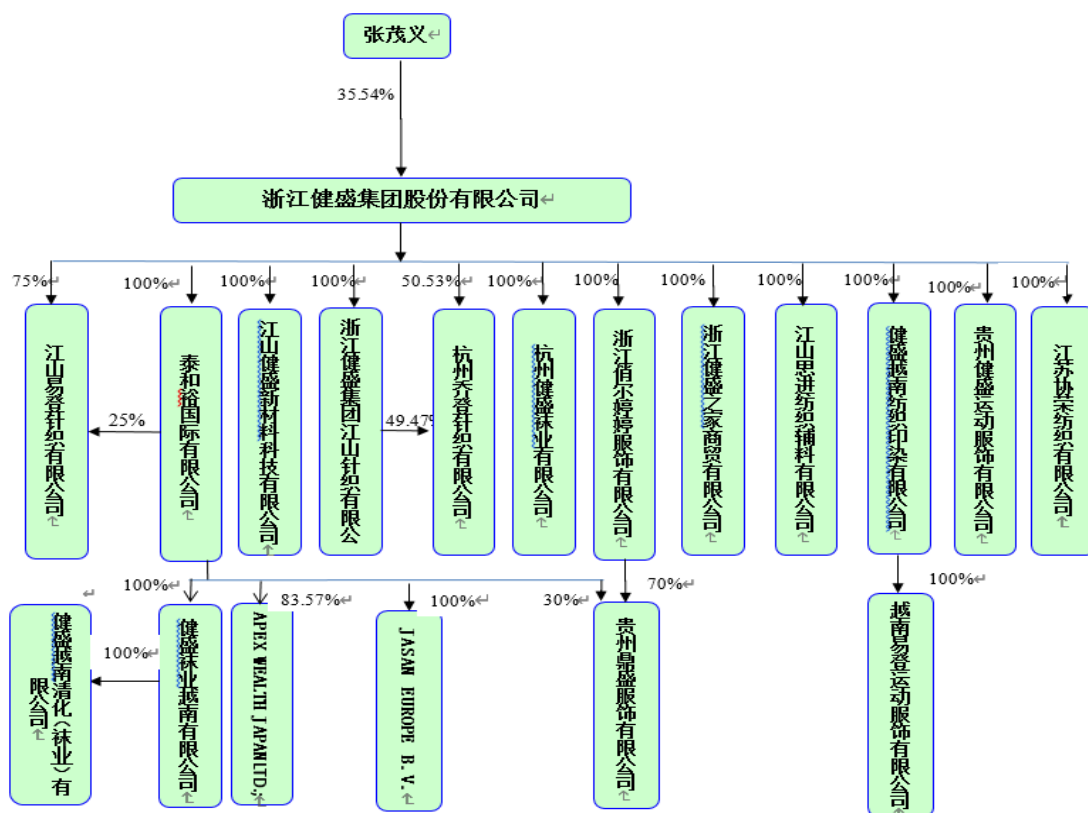 张茂义↵
35.54%
浙江健盛集团股份有限公司↵
75%↵
100%↵
100%↵
100%↵
50.53%↵
100%↵
100%
100%
100%↵
100%↵
100%↵
100%↵
江山易登针织有限公司↵
泰和裕国际有限公司↵
江山健盛新材料科技有限公司↵
浙江健盛集团江山针织有限公
杭州乔登针织有限公司↵
杭州健盛袜业有限公司↵
浙江俏尔婷婷服饰有限公司↵
浙江健盛之家商贸有限公司↵
江山思进纺织辅料有限公司↵
健盛越南纺织印染有限公司↵
贵州健盛运动服饰有限公司↵
江苏协荣纺织有限公司↵
25%
49.47%
↵
100%↵
83.57%↵
100%↵
30%↵
70%↵
100%↵
健盛越南清化（袜业）有
限公司↵
100%↵
健盛袜业越南有限公司↵
APEX WEALTH JAPANLTD.,↵
JASAN EUROPE B.V.↵
贵州鼎盛服饰有限公司↵
越南易登运动服饰有限公司↵